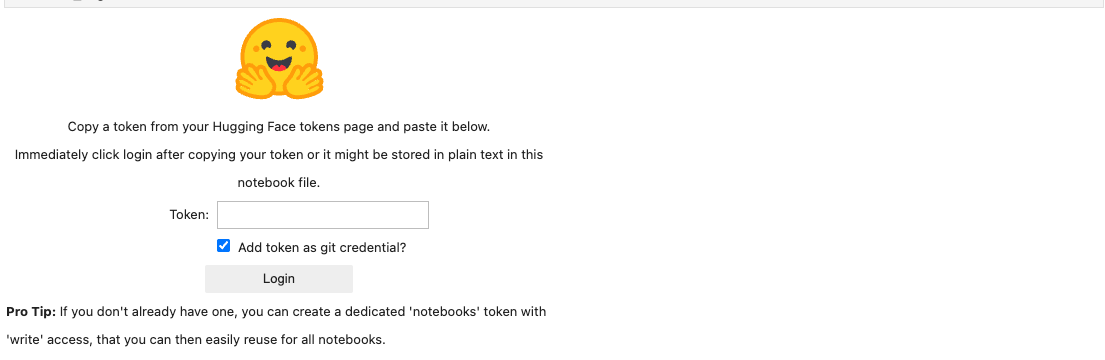 Copy a token from your Hugging Face tokens page and paste it below.
Immediately click login after copying your token or it might be stored in plain text in this
notebook file.
Token:
Add token as git credential?
Login
Pro Tip: If you don't already have one, you can create a dedicated 'notebooks' token with
'write' access, that you can then easily reuse for all notebooks.